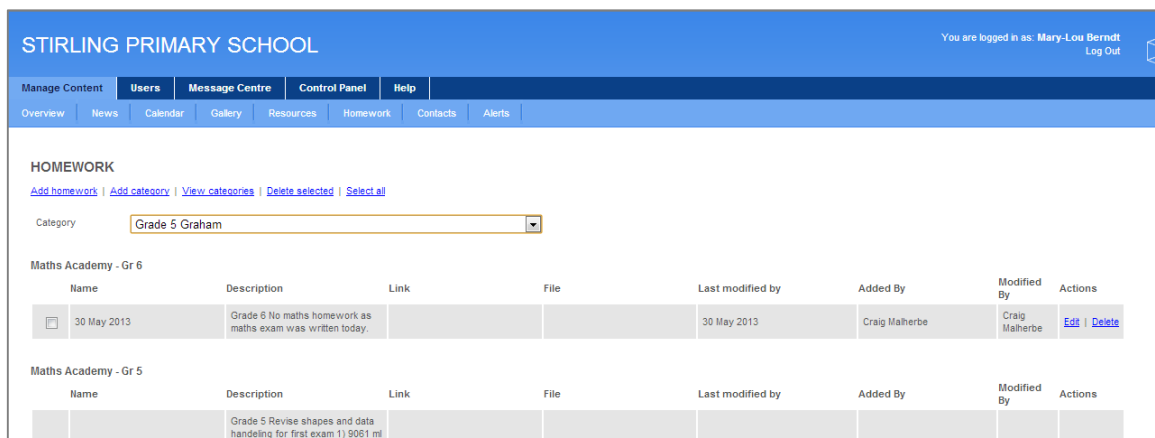 STIRLING PRIMARY SCHOOL
You are logged in as: Mary-Lou Berndt
Log Out
Manage Content Users Message Centre Control Panel Help
Overview News Calendar Gallery Resources Homework Contacts Alerts
HOMEWORK
Add homework | Add category | View categories | Delete selected | Select all
Category Grade 5 Graham
Maths Academy - Gr 6
Name Description Link File Last modified by Added By Modified By Actions
30 May 2013 Grade 6 No maths homework as 30 May 2013 Craig Malherbe Craig Malherbe Edit | Delete
maths exam was written today.
Maths Academy - Gr 5
Name Description Link File Last modified by Added By Modified By Actions
Grade 5 Revise shapes and data
handeling for first exam 1) 9061 ml